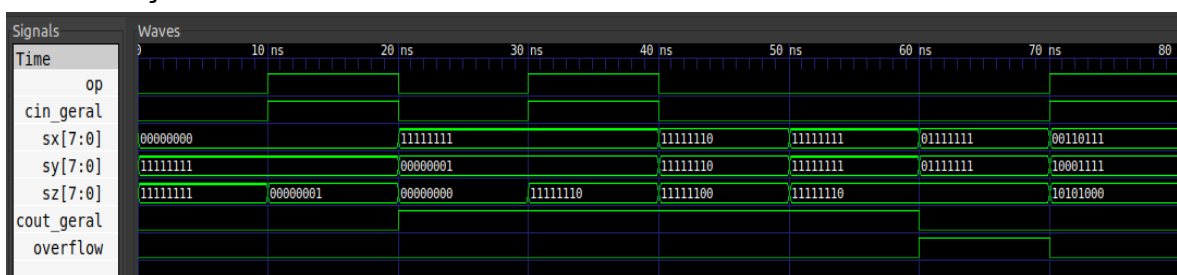 Signals Waves
Time 0 10 ns 20 ns 30 ns 40 ns 50 ns 60 ns 70 ns 80
op
cin_geral
sx[7:0] 00000000 11111111 11111110 11111111 01111111 00110111
sy[7:0] 11111111 00000001 11111110 11111111 01111111 10001111
sz[7:0] 11111111 00000001 00000000 11111110 11111100 11111110 10101000
cout_geral
overflow